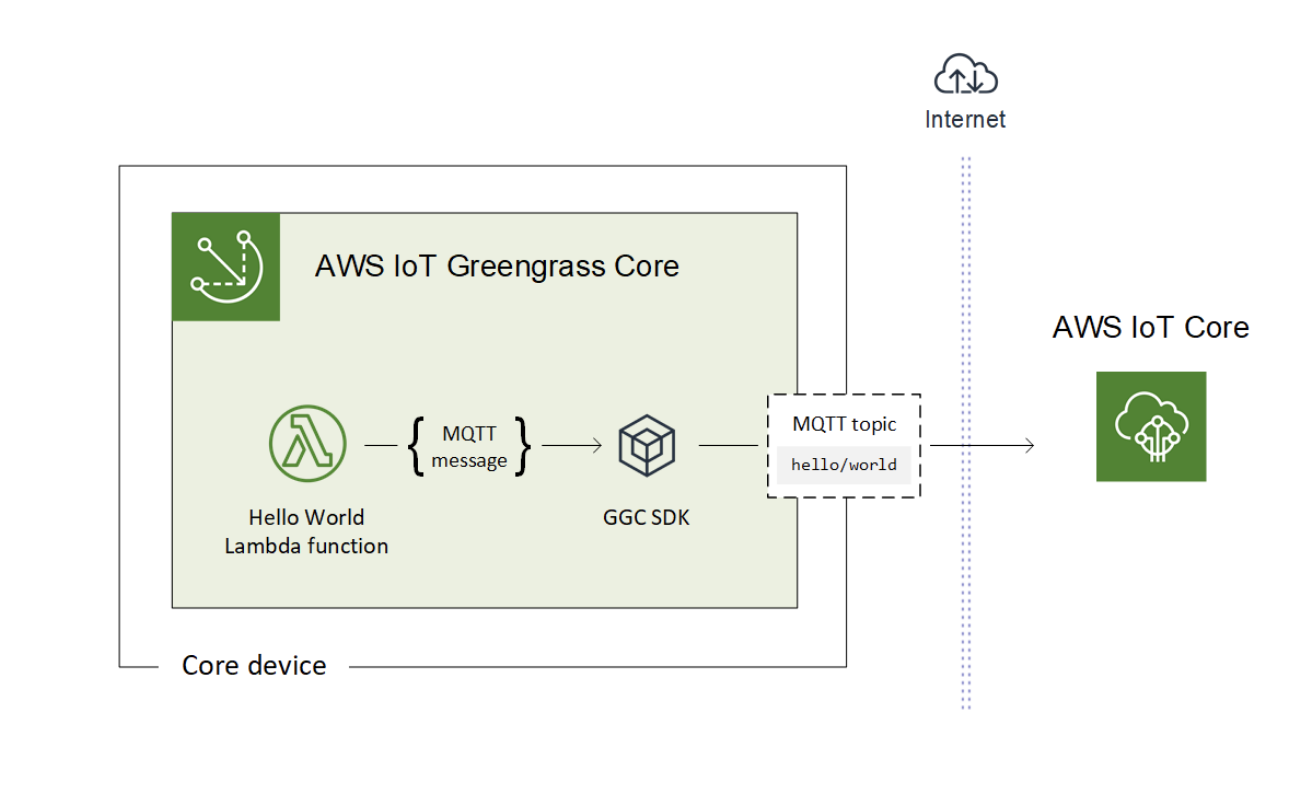 Internet
AWS IoT Greengrass Core
AWS IoT Core
MQTT
message
MQTT topic
hello/world
Hello World
Lambda function
GGC SDK
Core device